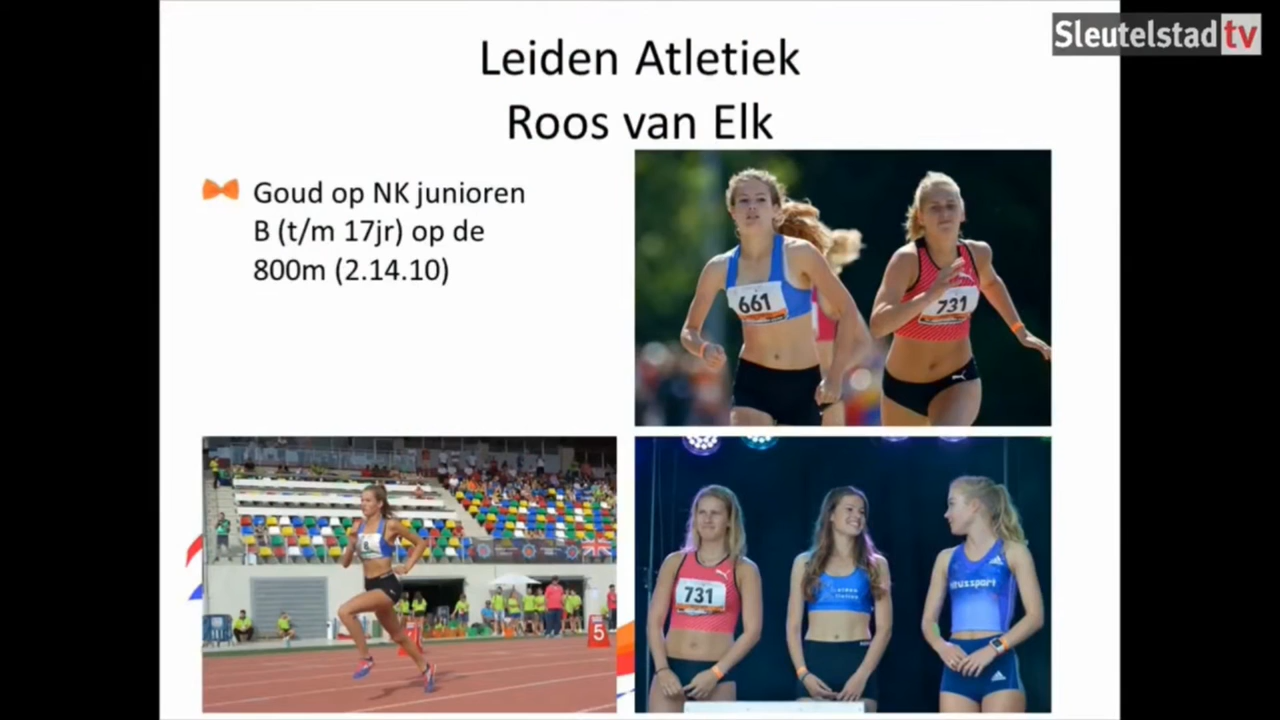 Sleutelstad tv
Leiden Atletiek
Roos van Elk
Goud op NK junioren
B (t/m 17jr) op de
800m (2.14.10)
661
731
5
731